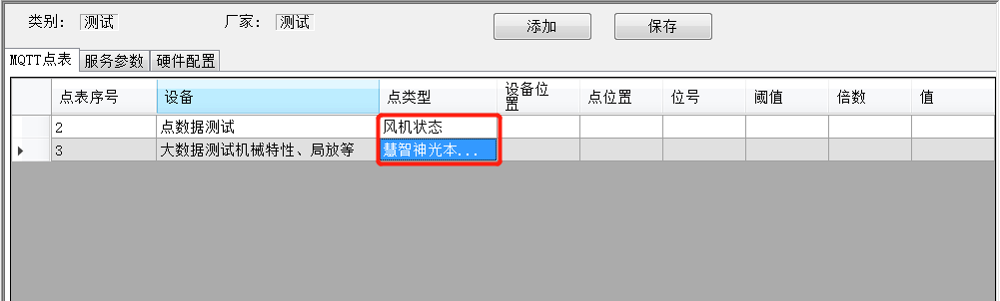 类别： 测试 厂家： 测试 添加 保存
MQTT点表 服务参数 硬件配置
点表序号 设备 点类型 设备位置 点位置 位号 阈值 倍数 值
2 点数据测试 风机状态
3 大数据测试机械特性、局放等 慧智神光本...